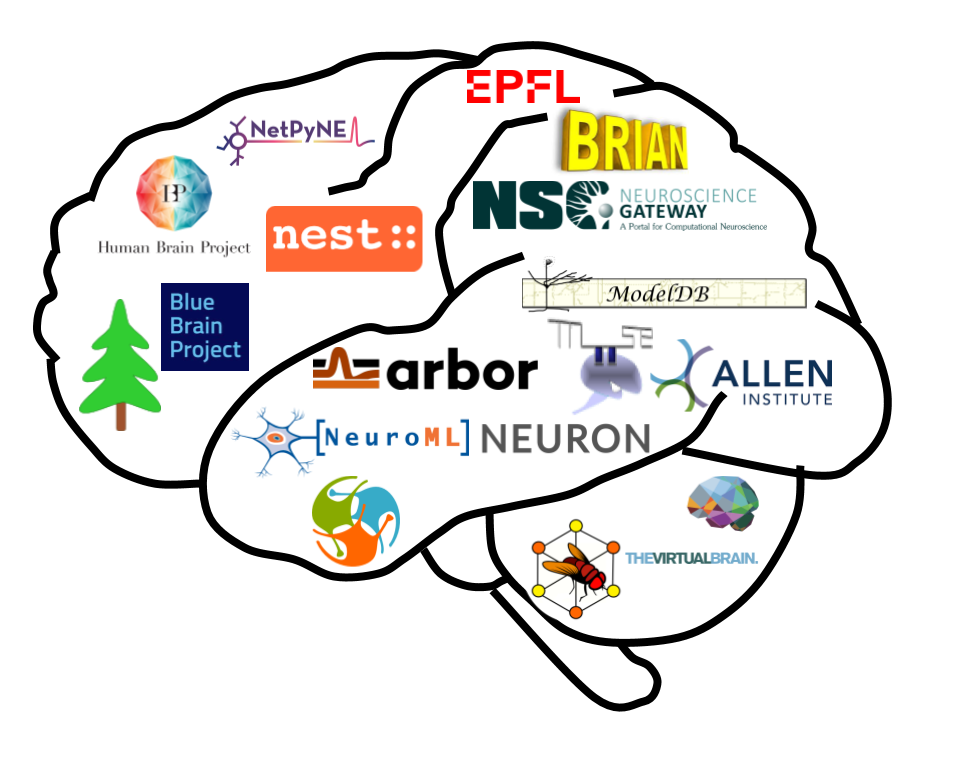 EPFL
NetPyNE
BRIAN
HBP
Human Brain Project
nest::
NSG NEUROSCIENCE
GATEWAY
A Portal for Computational Neuroscience
Blue
Brain
Project
ModelDB
arbor
ALLEN
INSTITUTE
[NeuroML]
NEURON
THEVIRTUALBRAIN.